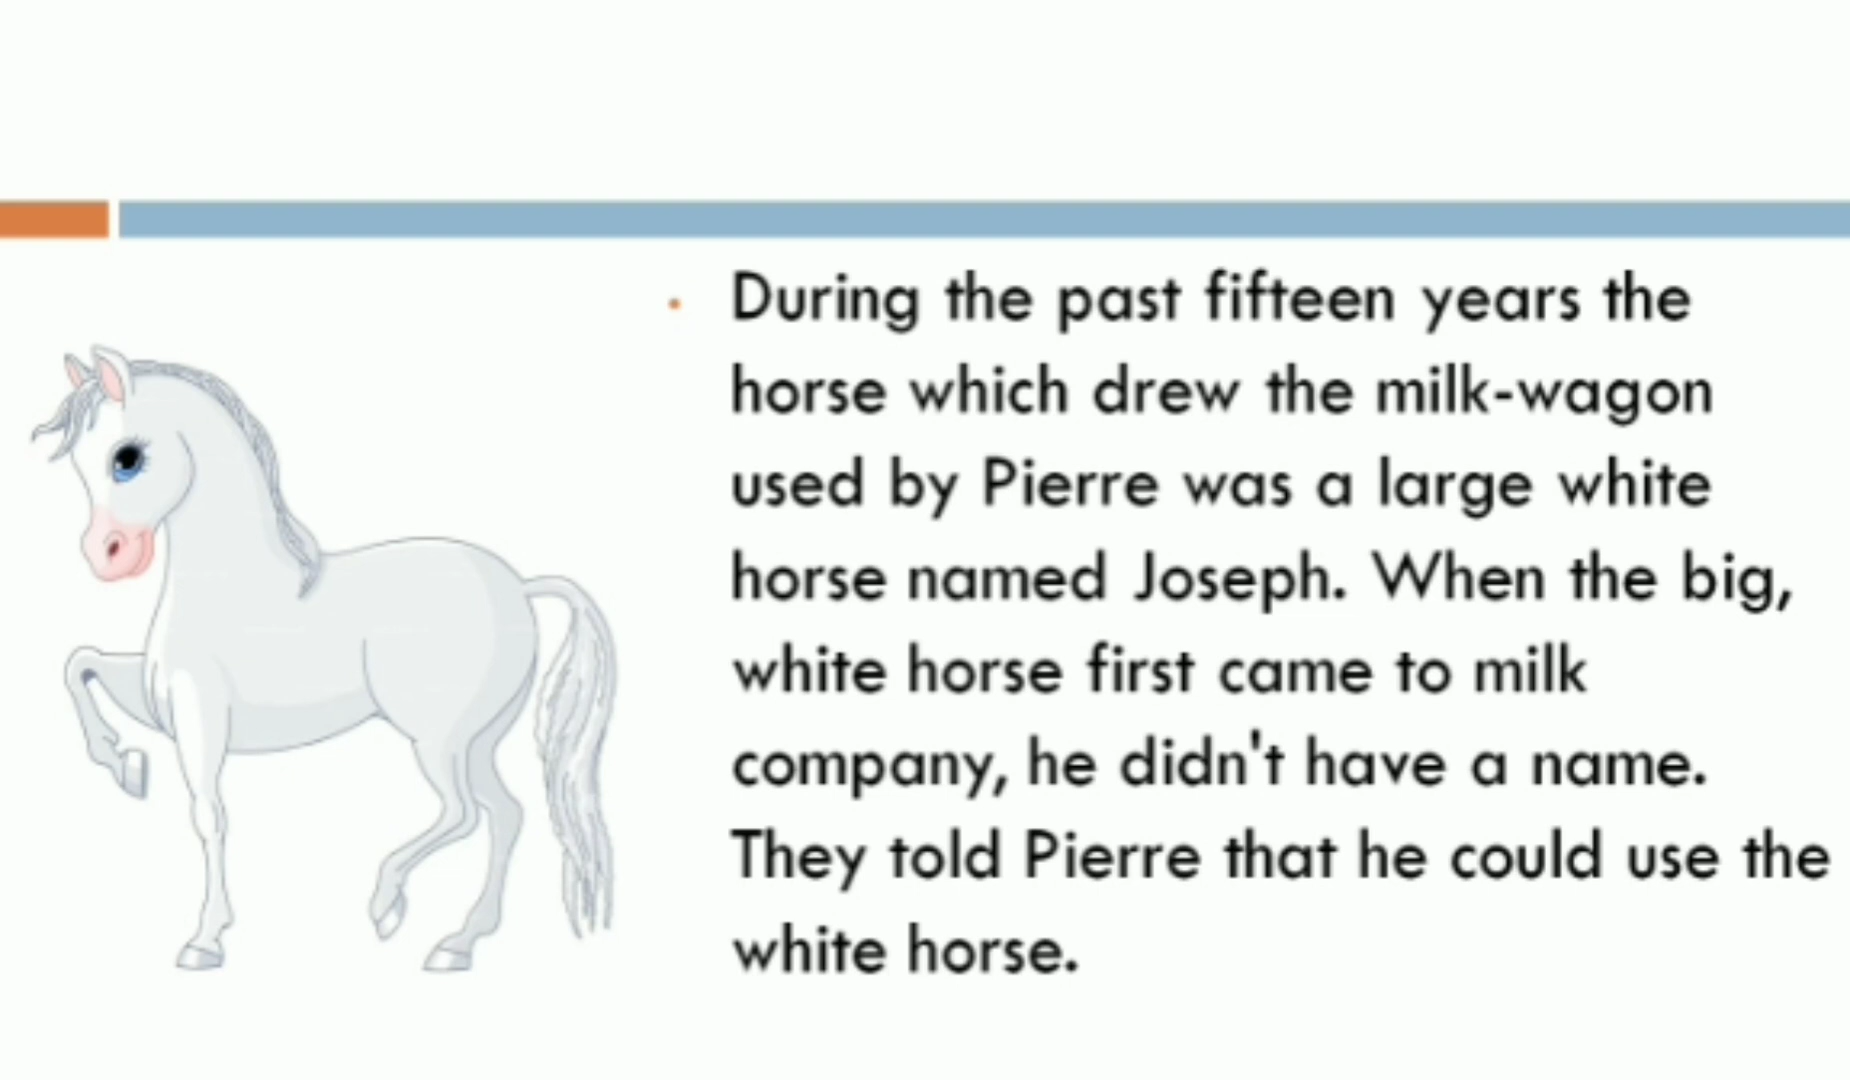 During the past fifteen years the
horse which drew the milk-wagon
used by Pierre was a large white
horse named Joseph. When the big,
white horse first came to milk
company, he didn't have a name.
They told Pierre that he could use the
white horse.